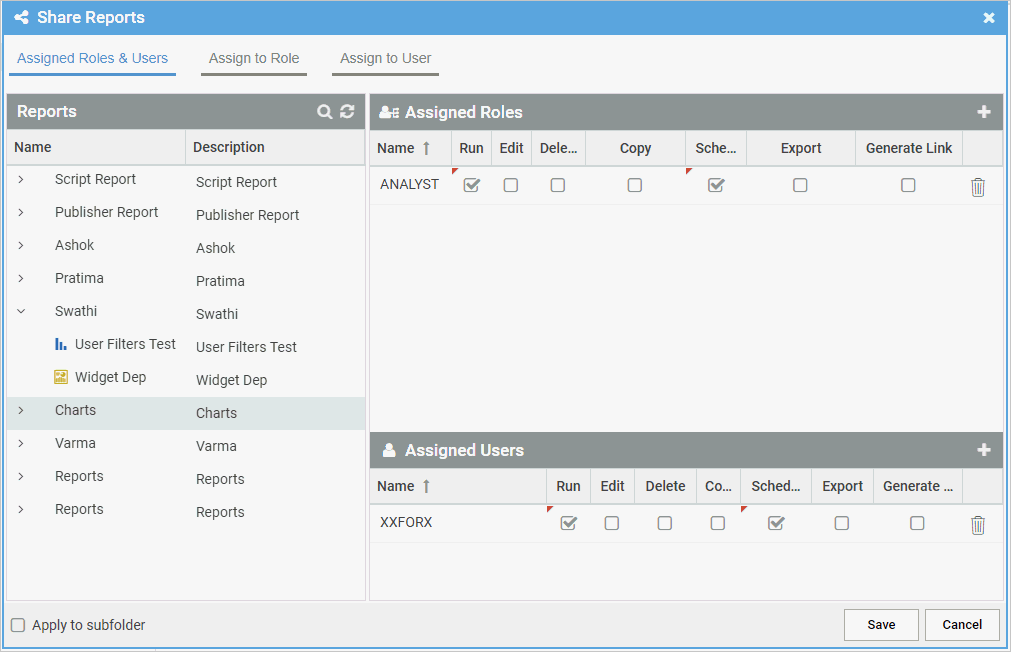 Share Reports
Assigned Roles & Users Assign to Role Assign to User
Reports
Name Description
Script Report Script Report
Publisher Report Publisher Report
Ashok Ashok
Pratima Pratima
Swathi Swathi
User Filters Test User Filters Test
Widget Dep Widget Dep
Charts Charts
Varma Varma
Reports Reports
Reports Reports
Assigned Roles
Name Run Edit Dele... Copy Sche... Export Generate Link
ANALYST
Assigned Users
Name Run Edit Delete Co... Sched... Export Generate ...
XXFORX
Apply to subfolder
Save Cancel